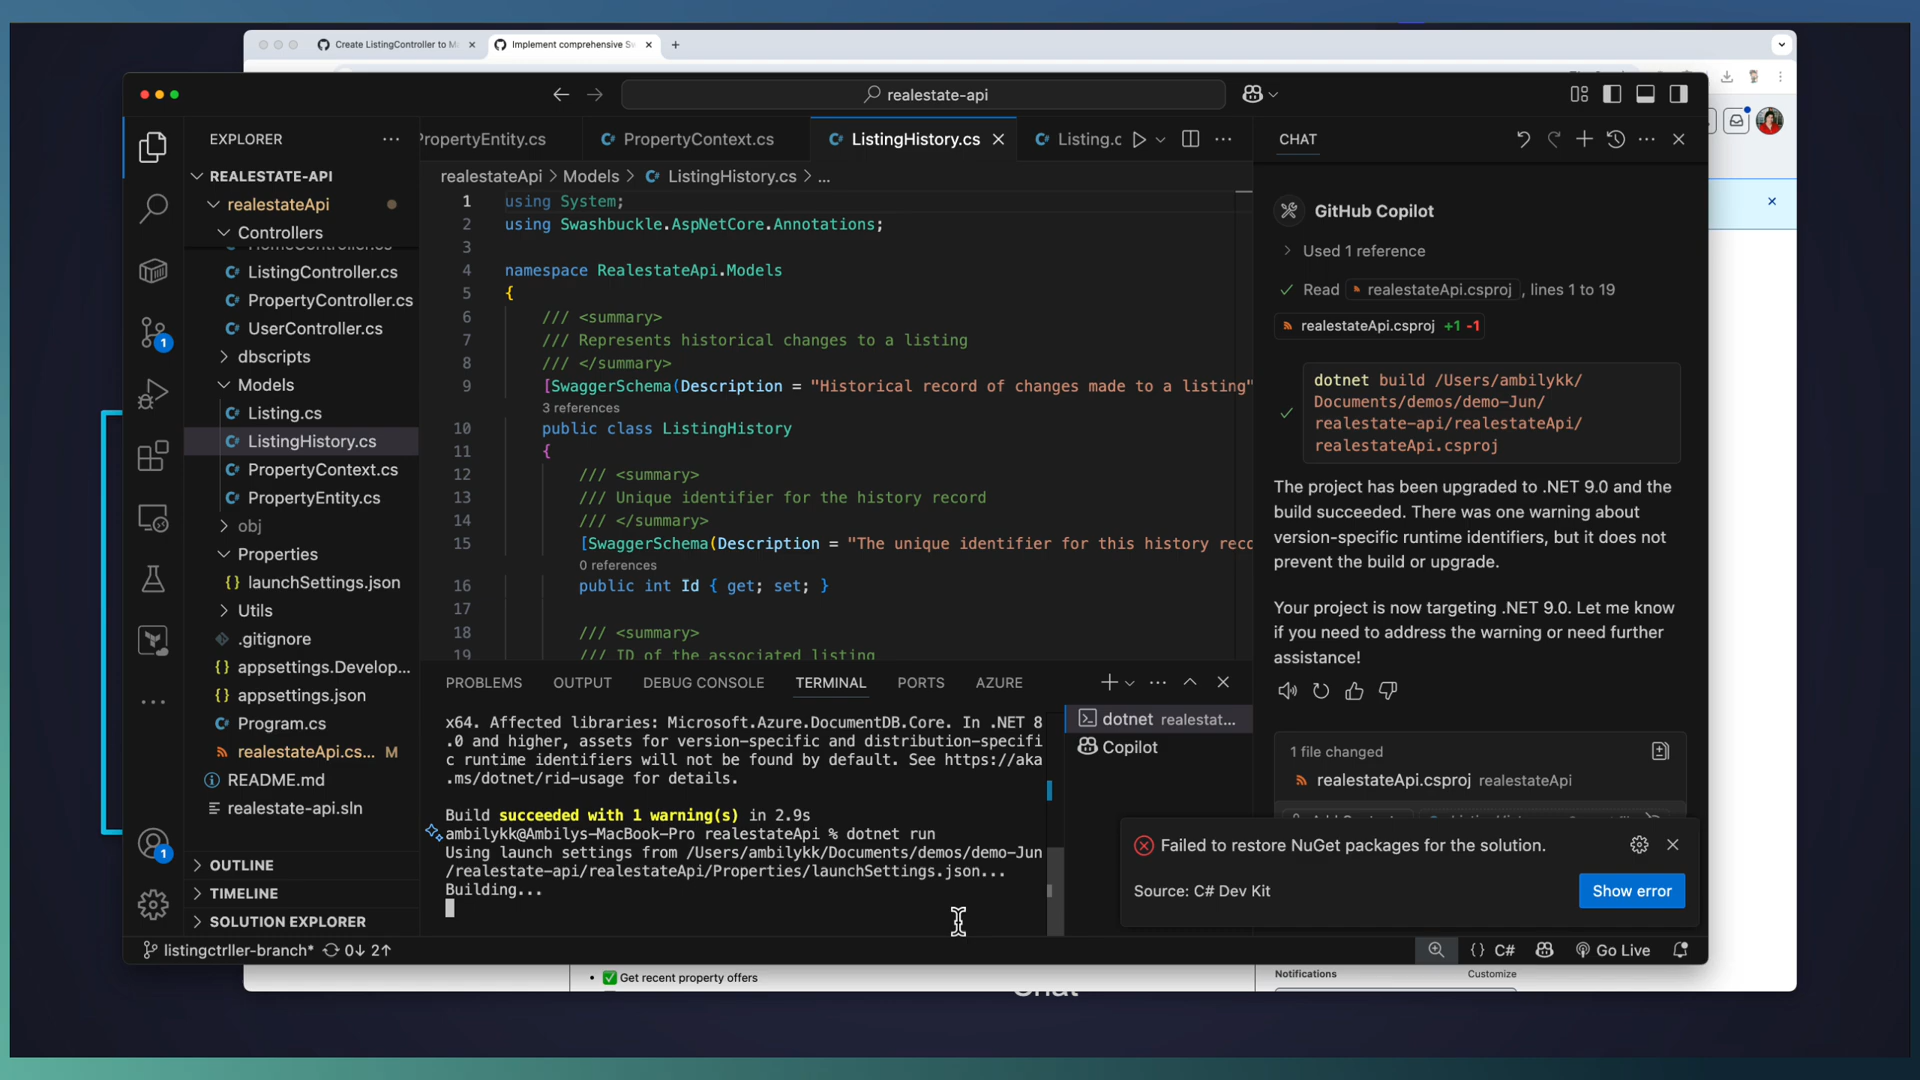 Create ListingController to M
Implement comprehensive Sw
realestate-api
EXPLORER
REALESTATE-API
realestateApi
Controllers
HomeController.cs
ListingController.cs
PropertyController.cs
UserController.cs
dbscripts
Models
Listing.cs
ListingHistory.cs
PropertyContext.cs
PropertyEntity.cs
obj
Properties
{} launchSettings.json
Utils
.gitignore
{} appsettings.Develop...
{} appsettings.json
Program.cs
realestateApi.cs... M
README.md
realestate-api.sln
OUTLINE
TIMELINE
SOLUTION EXPLORER
1
1
PropertyEntity.cs
PropertyContext.cs
ListingHistory.cs
Listing.c
realestateApi > Models > ListingHistory.cs > ...
1 using System;
2 using Swashbuckle.AspNetCore.Annotations;
3
4 namespace RealestateApi.Models
5 {
6 /// <summary>
7 /// Represents historical changes to a listing
8 /// </summary>
9 [SwaggerSchema(Description = "Historical record of changes made to a listing"
3 references
10 public class ListingHistory
11 {
12 /// <summary>
13 /// Unique identifier for the history record
14 /// </summary>
15 [SwaggerSchema(Description = "The unique identifier for this history reco
0 references
16 public int Id { get; set; }
17
18 /// <summary>
19 /// ID of the associated listing
PROBLEMS OUTPUT DEBUG CONSOLE TERMINAL PORTS AZURE
x64. Affected libraries: Microsoft.Azure.DocumentDB.Core. In .NET 8
.0 and higher, assets for version-specific and distribution-specifi
c runtime identifiers will not be found by default. See https://aka
.ms/dotnet/rid-usage for details.
Build succeeded with 1 warning(s) in 2.9s
ambilykk@Ambilys-MacBook-Pro realestateApi % dotnet run
Using launch settings from /Users/ambilykk/Documents/demos/demo-Jun
/realestate-api/realestateApi/Properties/launchSettings.json...
Building...
dotnet realestat...
Copilot
CHAT
GitHub Copilot
Used 1 reference
Read realestateApi.csproj , lines 1 to 19
realestateApi.csproj +1 -1
dotnet build /Users/ambilykk/
Documents/demos/demo-Jun/
realestate-api/realestateApi/
realestateApi.csproj
The project has been upgraded to .NET 9.0 and the
build succeeded. There was one warning about
version-specific runtime identifiers, but it does not
prevent the build or upgrade.
Your project is now targeting .NET 9.0. Let me know
if you need to address the warning or need further
assistance!
1 file changed
realestateApi.csproj realestateApi
Failed to restore NuGet packages for the solution.
Source: C# Dev Kit
Show error
listingctrller-branch* 0↓ 2↑
{} C#
Go Live
• ✅ Get recent property offers
Chat
Notifications
Customize